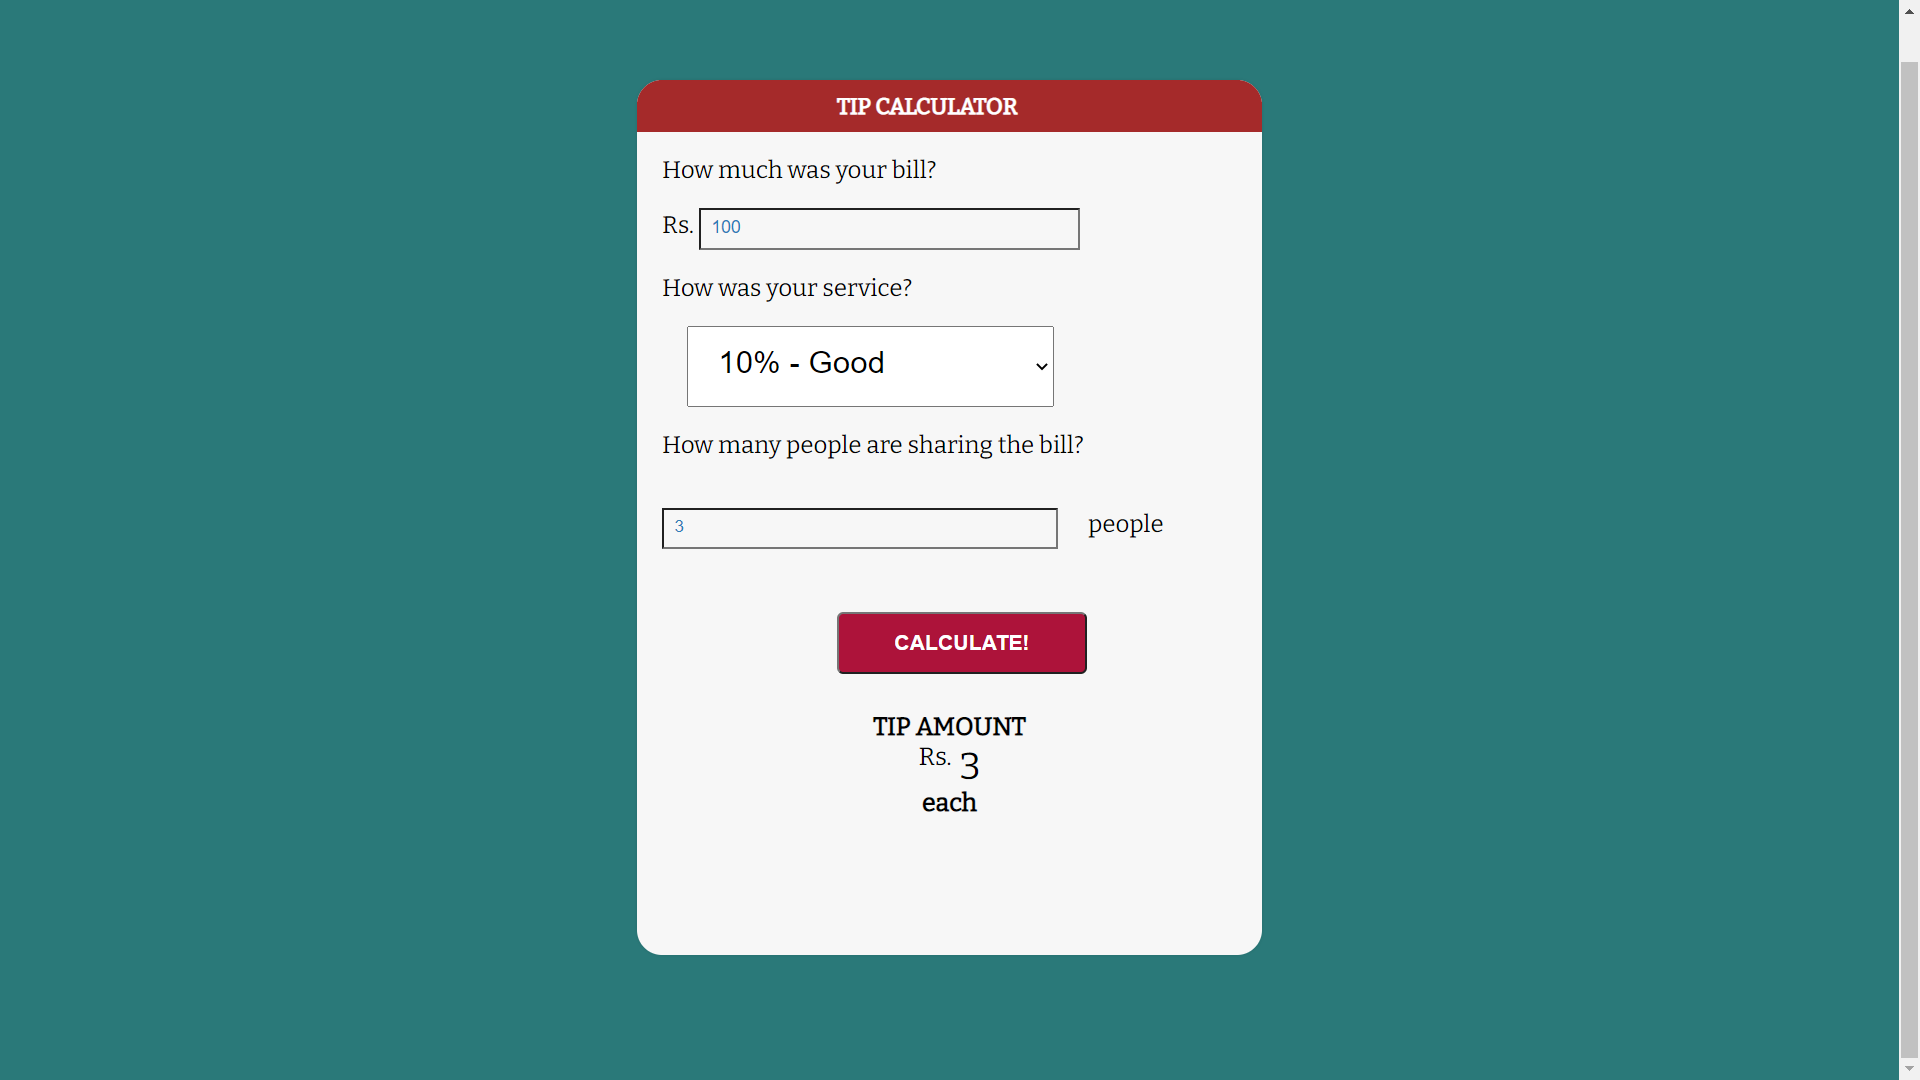 TIP CALCULATOR
How much was your bill?
Rs. 100
How was your service?
10% - Good
How many people are sharing the bill?
3 people
CALCULATE!
TIP AMOUNT
Rs. 3
each